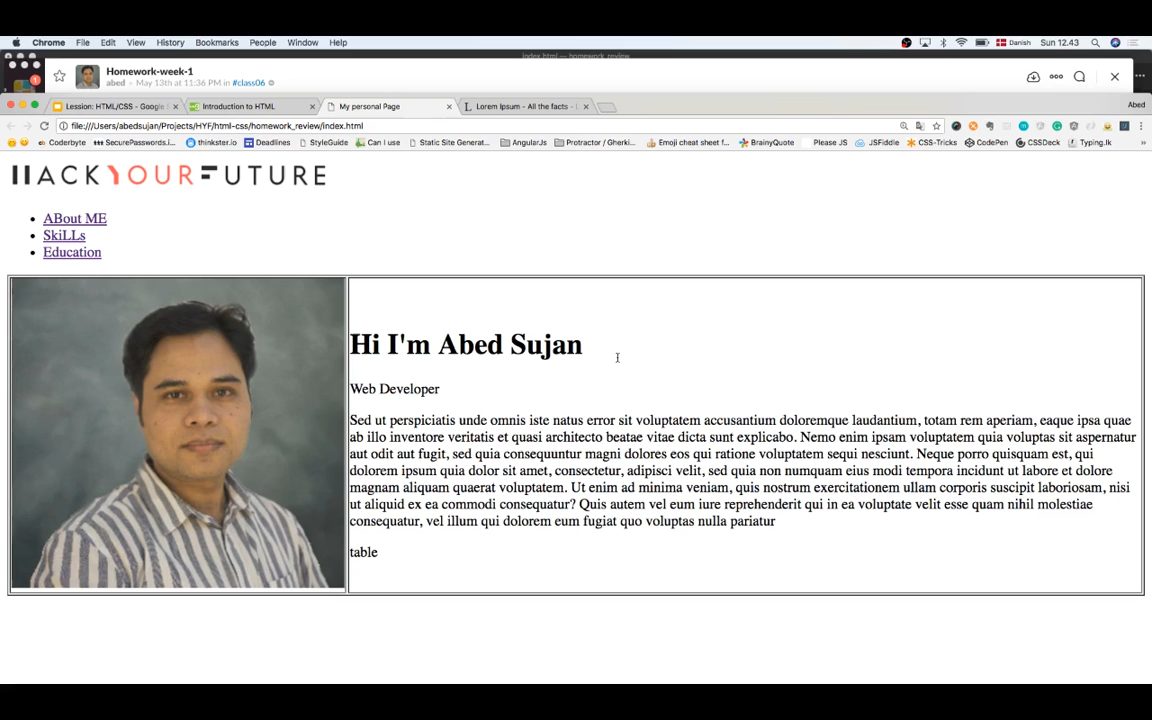 Chrome File Edit View History Bookmarks People Window Help Danish Sun 12.43
index.html — homework_review
Homework-week-1
abed - May 13th at 11:36 PM in #class06
1
Lession: HTML/CSS - Google Introduction to HTML My personal Page Lorem Ipsum - All the facts - Abed
file:///Users/abedsujan/Projects/HYF/html-css/homework_review/index.html
Coderbyte SecurePasswords.i... thinkster.io Deadlines StyleGuide Can I use Static Site Generat... AngularJs Protractor / Gherki... Emoji cheat sheet f... BrainyQuote Please JS JSFiddle CSS-Tricks CodePen CSSDeck Typing.lk »
HACKYOURFUTURE
ABout ME
SkiLLs
Education
Hi I'm Abed Sujan
Web Developer
Sed ut perspiciatis unde omnis iste natus error sit voluptatem accusantium doloremque laudantium, totam rem aperiam, eaque ipsa quae
ab illo inventore veritatis et quasi architecto beatae vitae dicta sunt explicabo. Nemo enim ipsam voluptatem quia voluptas sit aspernatur
aut odit aut fugit, sed quia consequuntur magni dolores eos qui ratione voluptatem sequi nesciunt. Neque porro quisquam est, qui
dolorem ipsum quia dolor sit amet, consectetur, adipisci velit, sed quia non numquam eius modi tempora incidunt ut labore et dolore
magnam aliquam quaerat voluptatem. Ut enim ad minima veniam, quis nostrum exercitationem ullam corporis suscipit laboriosam, nisi
ut aliquid ex ea commodi consequatur? Quis autem vel eum iure reprehenderit qui in ea voluptate velit esse quam nihil molestiae
consequatur, vel illum qui dolorem eum fugiat quo voluptas nulla pariatur
table